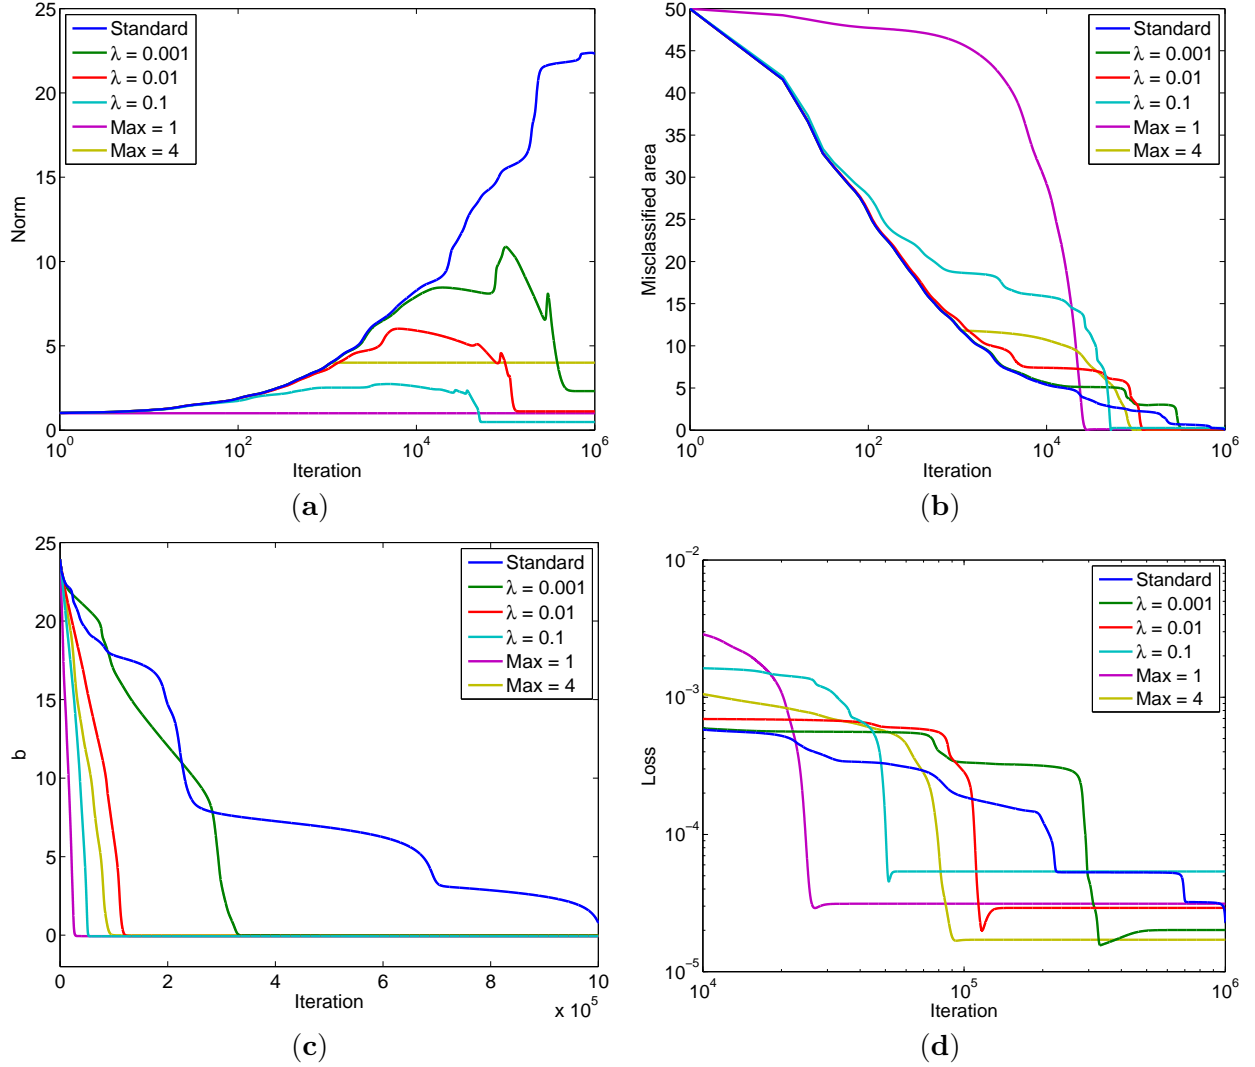 25
20
15
10
5
0
Norm
Standard
λ = 0.001
λ = 0.01
λ = 0.1
Max = 1
Max = 4
10^0
10^2
10^4
10^6
Iteration
(a)
50
45
40
35
30
25
20
15
10
5
0
Misclassified area
Standard
λ = 0.001
λ = 0.01
λ = 0.1
Max = 1
Max = 4
10^0
10^2
10^4
10^6
Iteration
(b)
25
20
15
10
5
0
b
Standard
λ = 0.001
λ = 0.01
λ = 0.1
Max = 1
Max = 4
0
2
4
6
8
10
Iteration
x 10^5
(c)
10^-2
10^-3
10^-4
10^-5
Loss
Standard
λ = 0.001
λ = 0.01
λ = 0.1
Max = 1
Max = 4
10^4
10^5
10^6
Iteration
(d)